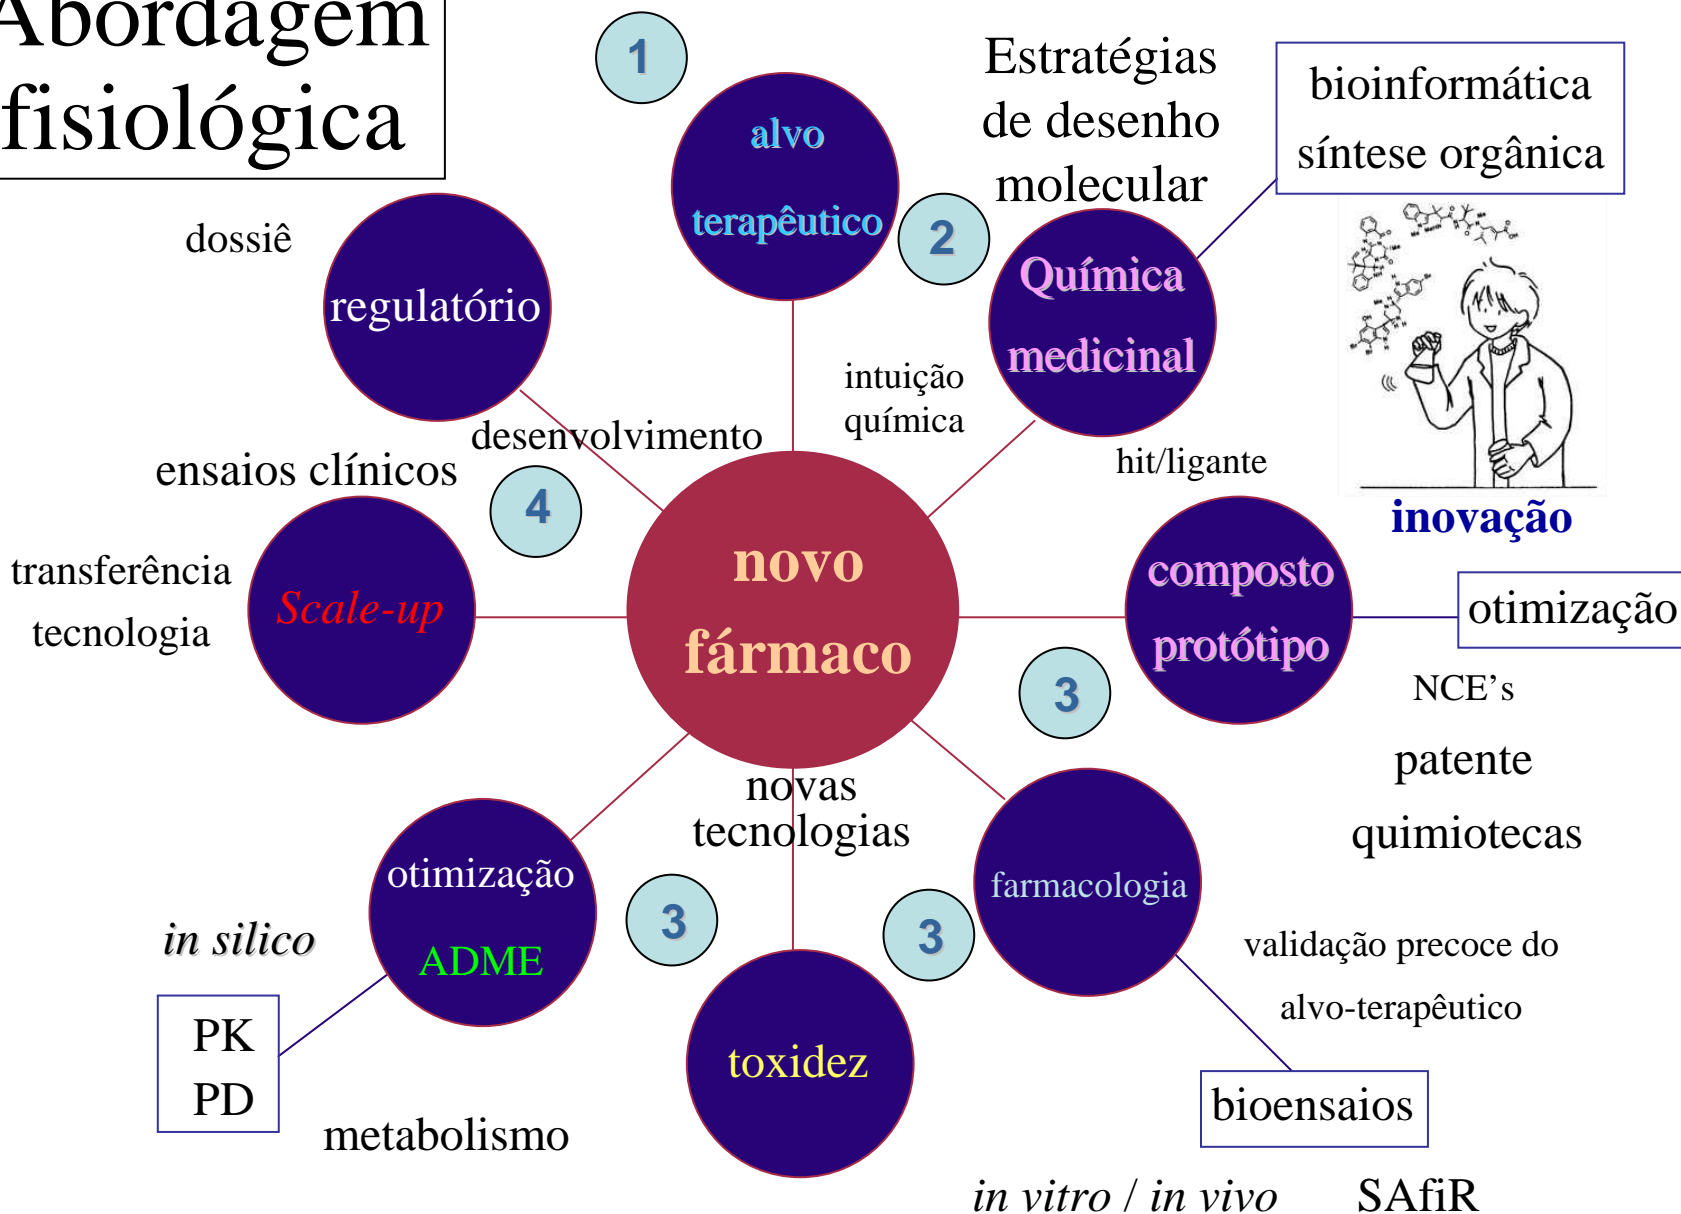 Abordagem
fisiológica
1
alvo
terapêutico
2
Estratégias
de desenho
molecular
bioinformática
síntese orgânica
Química
medicinal
intuição
química
hit/ligante
inovação
dossiê
regulatório
desenvolvimento
ensaios clínicos
4
transferência
tecnologia
Scale-up
novo
fármaco
composto
protótipo
otimização
3
NCE's
patente
quimiotecas
novas
tecnologias
farmacologia
validação precoce do
alvo-terapêutico
bioensaios
in vitro / in vivo
SAfiR
3
toxidez
3
otimização
ADME
in silico
PK
PD
metabolismo